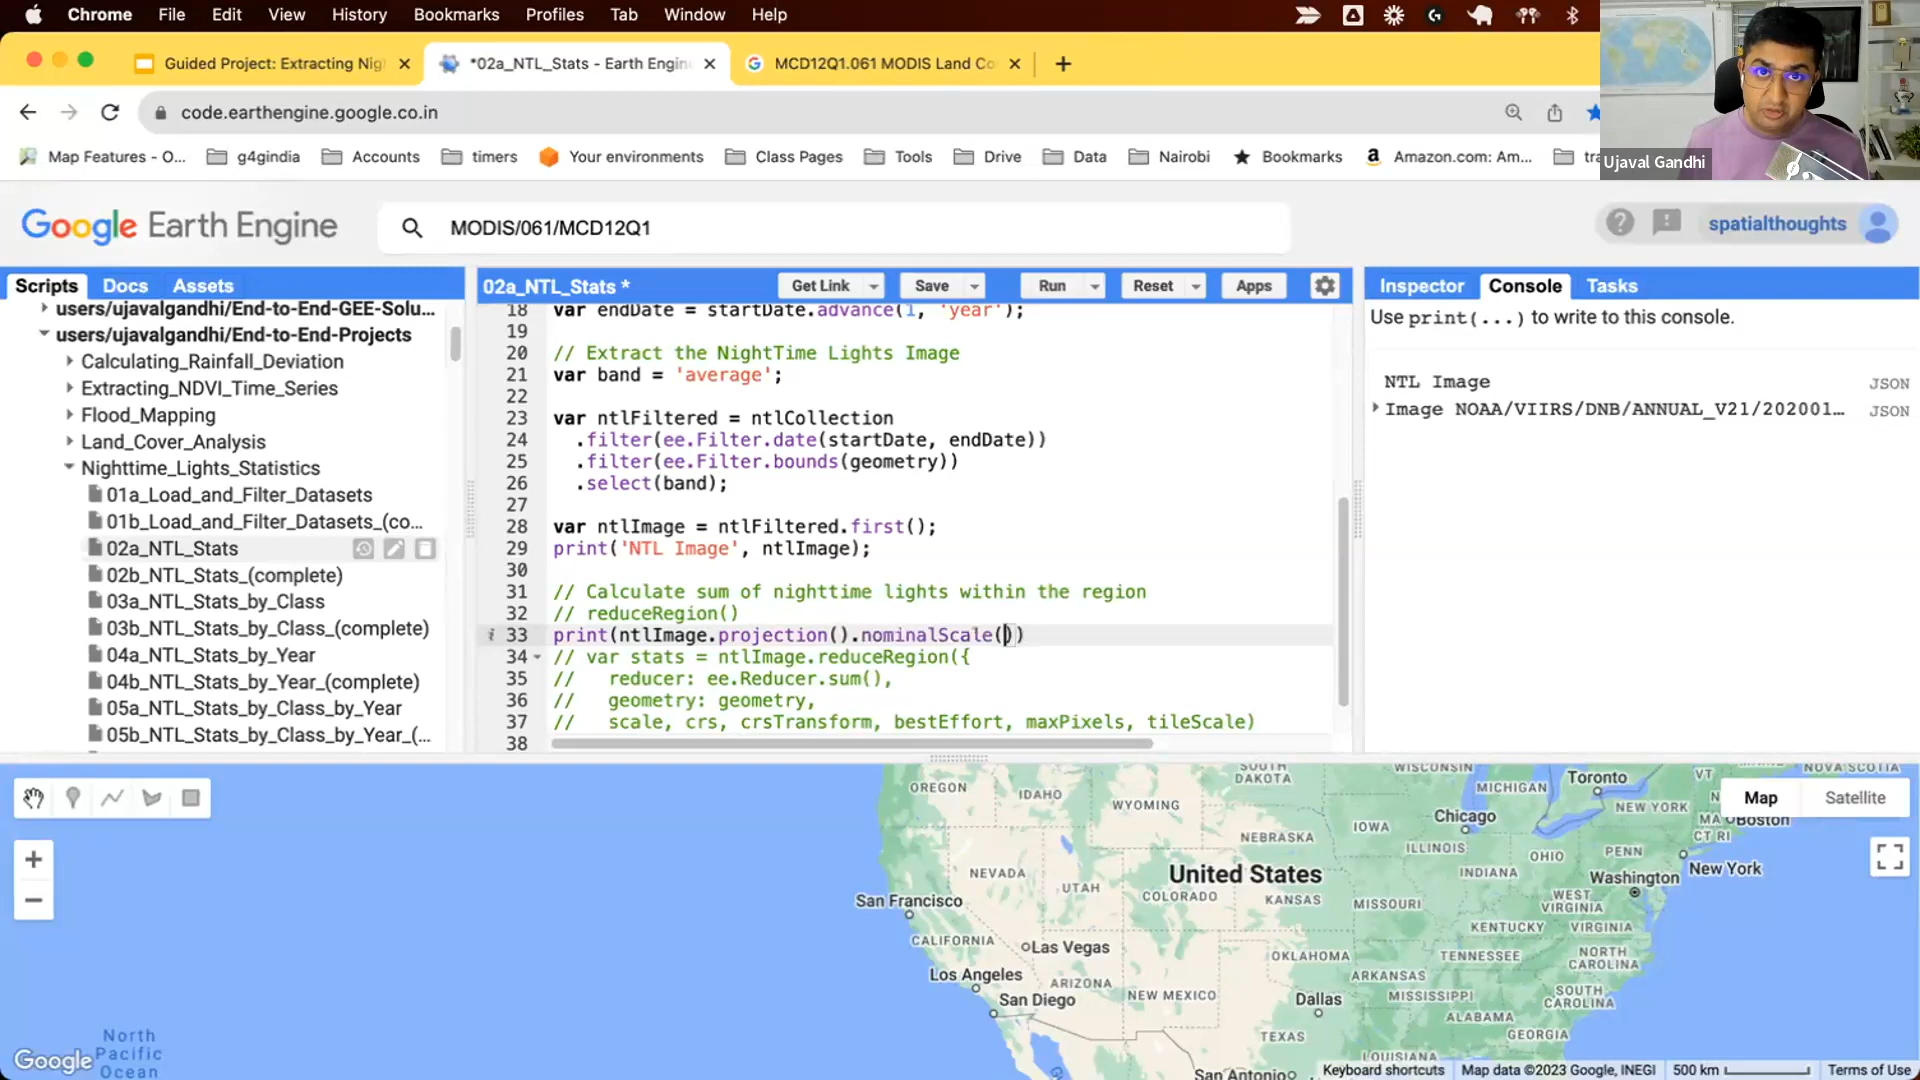 Chrome File Edit View History Bookmarks Profiles Tab Window Help
Guided Project: Extracting Nig
*02a_NTL_Stats - Earth Engin
MCD12Q1.061 MODIS Land Co
code.earthengine.google.co.in
Map Features - O... g4gindia Accounts timers Your environments Class Pages Tools Drive Data Nairobi Bookmarks Amazon.com: Am... tra
Ujaval Gandhi
Google Earth Engine
MODIS/061/MCD12Q1
spatialthoughts
Scripts Docs Assets
users/ujavalgandhi/End-to-End-GEE-Solu...
users/ujavalgandhi/End-to-End-Projects
Calculating_Rainfall_Deviation
Extracting_NDVI_Time_Series
Flood_Mapping
Land_Cover_Analysis
Nighttime_Lights_Statistics
01a_Load_and_Filter_Datasets
01b_Load_and_Filter_Datasets_(co...
02a_NTL_Stats
02b_NTL_Stats_(complete)
03a_NTL_Stats_by_Class
03b_NTL_Stats_by_Class_(complete)
04a_NTL_Stats_by_Year
04b_NTL_Stats_by_Year_(complete)
05a_NTL_Stats_by_Class_by_Year
05b_NTL_Stats_by_Class_by_Year_(...
02a_NTL_Stats *
Get Link Save Run Reset Apps
18 var endDate = startDate.advance(1, 'year');
19
20 // Extract the NightTime Lights Image
21 var band = 'average';
22
23 var ntlFiltered = ntlCollection
24 .filter(ee.Filter.date(startDate, endDate))
25 .filter(ee.Filter.bounds(geometry))
26 .select(band);
27
28 var ntlImage = ntlFiltered.first();
29 print('NTL Image', ntlImage);
30
31 // Calculate sum of nighttime lights within the region
32 // reduceRegion()
i 33 print(ntlImage.projection().nominalScale())
34 // var stats = ntlImage.reduceRegion({
35 // reducer: ee.Reducer.sum(),
36 // geometry: geometry,
37 // scale, crs, crsTransform, bestEffort, maxPixels, tileScale)
38
Inspector Console Tasks
Use print(...) to write to this console.
NTL Image JSON
Image NOAA/VIIRS/DNB/ANNUAL_V21/202001... JSON
Map Satellite
OREGON
IDAHO
WYOMING
SOUTH
DAKOTA
WISCONSIN
MICHIGAN
Toronto
VT
NOVA SCOTIA
NEW YORK
MA
Boston
CT RI
Chicago
IOWA
NEBRASKA
ILLINOIS
OHIO
PENN
New York
INDIANA
Washington
NEVADA
UTAH
COLORADO
United States
KANSAS
MISSOURI
WEST
VIRGINIA
KENTUCKY
VIRGINIA
San Francisco
CALIFORNIA
Las Vegas
OKLAHOMA
TENNESSEE
NORTH
CAROLINA
Los Angeles
ARIZONA
NEW MEXICO
ARKANSAS
SOUTH
CAROLINA
San Diego
Dallas
MISSISSIPPI
ALABAMA
GEORGIA
TEXAS
LOUISIANA
San Antonio
North
Pacific
Ocean
Google
Keyboard shortcuts Map data ©2023 Google, INEGI 500 km Terms of Use